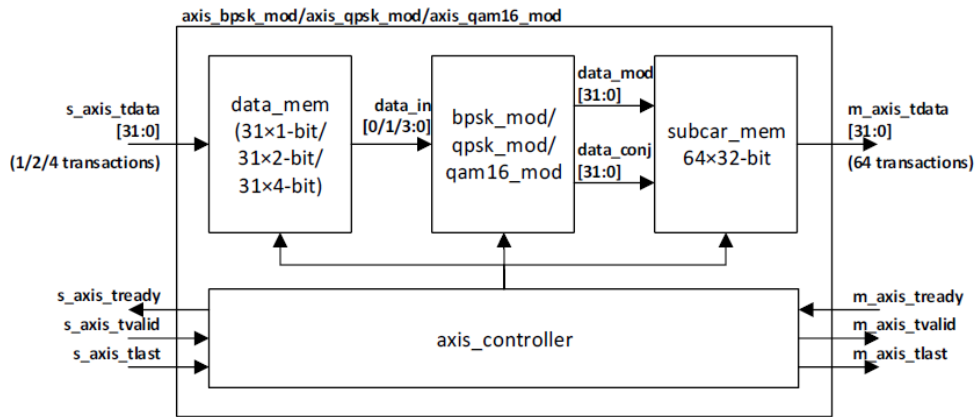 axis_bpsk_mod/axis_qpsk_mod/axis_qam16_mod
s_axis_tdata
[31:0]
(1/2/4 transactions)
data_mem
(31×1-bit/
31×2-bit/
31×4-bit)
data_in
[0/1/3:0]
bpsk_mod/
qpsk_mod/
qam16_mod
data_mod
[31:0]
data_conj
[31:0]
subcar_mem
64×32-bit
m_axis_tdata
[31:0]
(64 transactions)
s_axis_tready
s_axis_tvalid
s_axis_tlast
axis_controller
m_axis_tready
m_axis_tvalid
m_axis_tlast